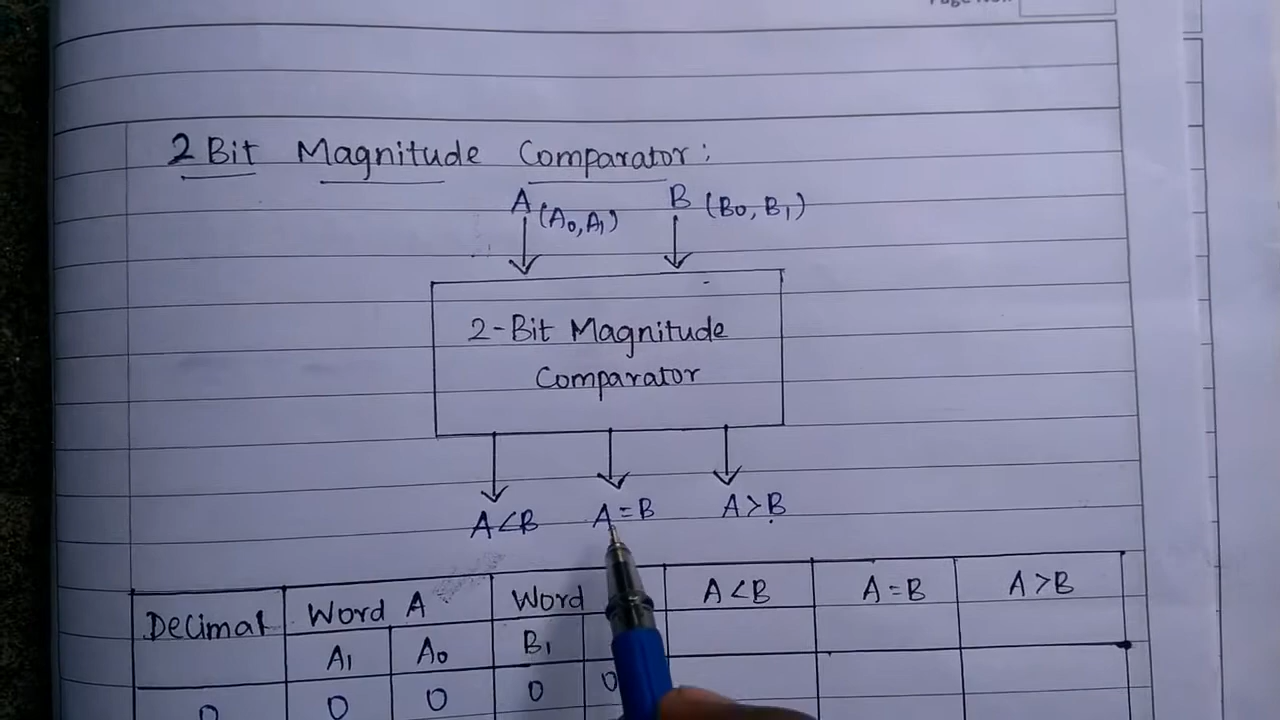 2 Bit Magnitude Comparator:
A (A0, A1) B (B0, B1)
2-Bit Magnitude
Comparator
A<B A=B A>B
Decimal Word A Word A<B A=B A>B
A1 A0 B1
0 0 0 0 0